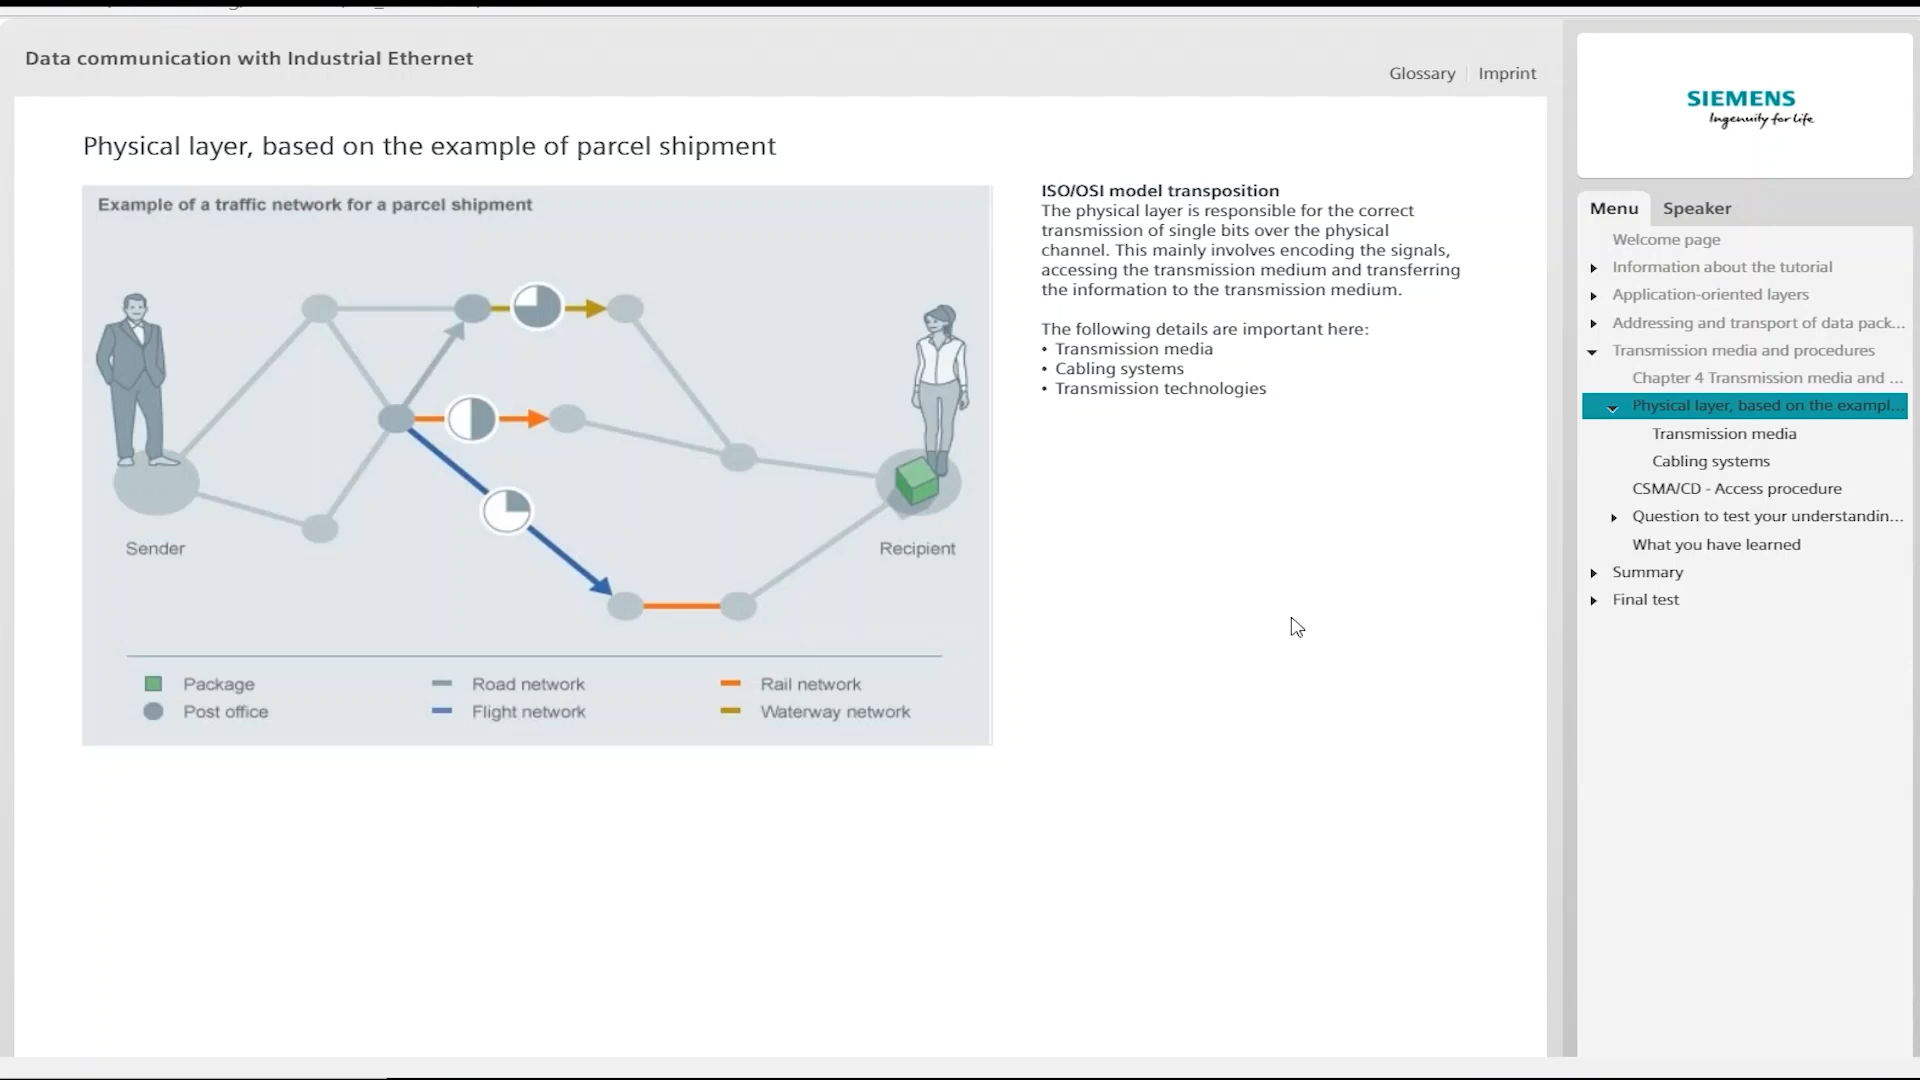 Data communication with Industrial Ethernet
Glossary
Imprint
Physical layer, based on the example of parcel shipment
Example of a traffic network for a parcel shipment
Sender
Recipient
Package
Road network
Rail network
Post office
Flight network
Waterway network
ISO/OSI model transposition
The physical layer is responsible for the correct
transmission of single bits over the physical
channel. This mainly involves encoding the signals,
accessing the transmission medium and transferring
the information to the transmission medium.
The following details are important here:
• Transmission media
• Cabling systems
• Transmission technologies
SIEMENS
Ingenuity for life
Menu
Speaker
Welcome page
Information about the tutorial
Application-oriented layers
Addressing and transport of data pack...
Transmission media and procedures
Chapter 4 Transmission media and ...
Physical layer, based on the exampl...
Transmission media
Cabling systems
CSMA/CD - Access procedure
Question to test your understandin...
What you have learned
Summary
Final test